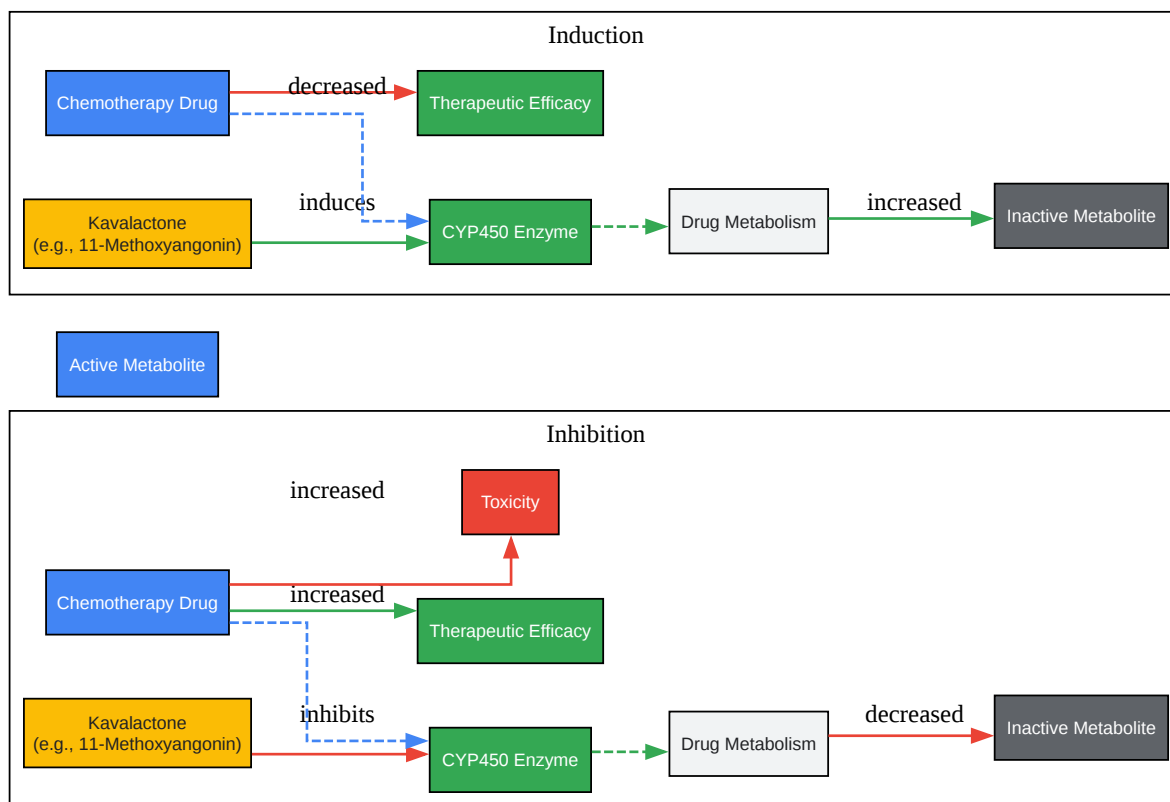 Induction
Chemotherapy Drug
decreased
Therapeutic Efficacy
Kavalactone
(e.g., 11-Methoxyangonin)
induces
CYP450 Enzyme
Drug Metabolism
increased
Inactive Metabolite
Active Metabolite
Inhibition
increased
Toxicity
Chemotherapy Drug
increased
Therapeutic Efficacy
Kavalactone
(e.g., 11-Methoxyangonin)
inhibits
CYP450 Enzyme
Drug Metabolism
decreased
Inactive Metabolite